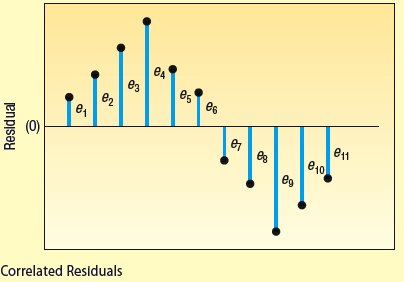 Residual
(0)
e1
e2
e3
e4
e5
e6
e7
e8
e9
e10
e11
Correlated Residuals